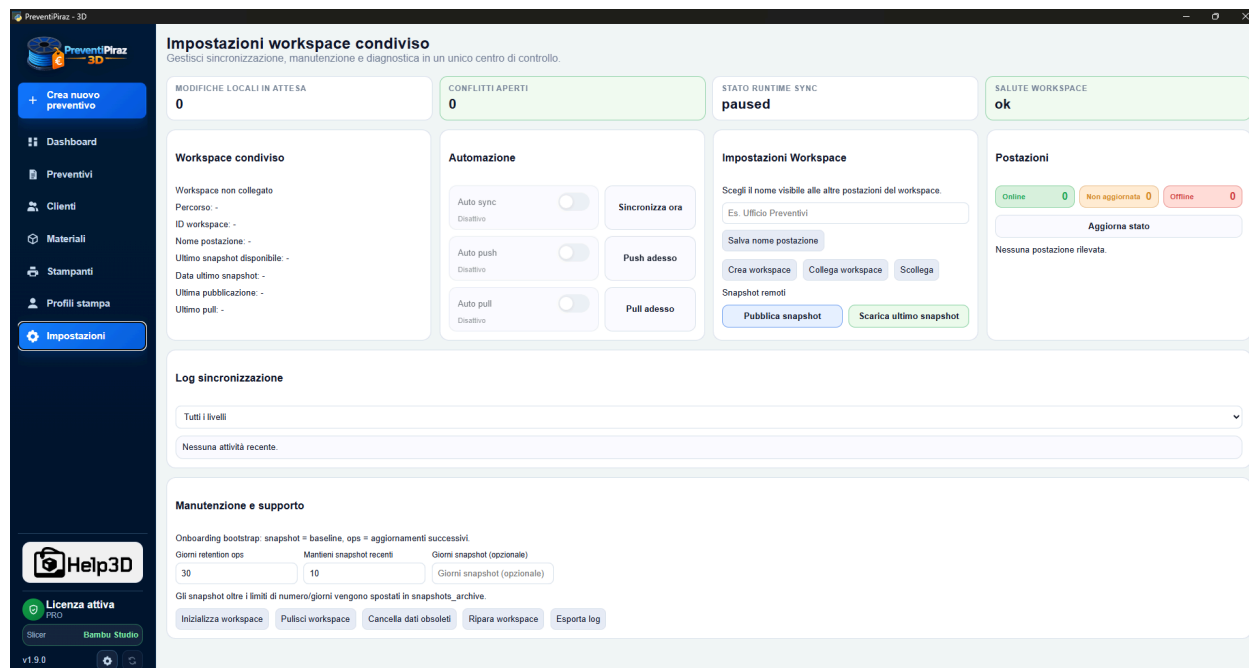 PreventiPiraz - 3D
PreventiPiraz
3D
Crea nuovo
preventivo
Dashboard
Preventivi
Clienti
Materiali
Stampanti
Profili stampa
Impostazioni
Help3D
Licenza attiva
PRO
Slicer Bambu Studio
v1.9.0
Impostazioni workspace condiviso
Gestisci sincronizzazione, manutenzione e diagnostica in un unico centro di controllo.
MODIFICHE LOCALI IN ATTESA
0
CONFLITTI APERTI
0
STATO RUNTIME SYNC
paused
SALUTE WORKSPACE
ok
Workspace condiviso
Workspace non collegato
Percorso: -
ID workspace: -
Nome postazione: -
Ultimo snapshot disponibile: -
Data ultimo snapshot: -
Ultima pubblicazione: -
Ultimo pull: -
Automazione
Auto sync
Disattivo
Sincronizza ora
Auto push
Disattivo
Push adesso
Auto pull
Disattivo
Pull adesso
Impostazioni Workspace
Scegli il nome visibile alle altre postazioni del workspace.
Es. Ufficio Preventivi
Salva nome postazione
Crea workspace Collega workspace Scollega
Snapshot remoti
Pubblica snapshot Scarica ultimo snapshot
Postazioni
Online 0 Non aggiornata 0 Offline 0
Aggiorna stato
Nessuna postazione rilevata.
Log sincronizzazione
Tutti i livelli
Nessuna attività recente.
Manutenzione e supporto
Onboarding bootstrap: snapshot = baseline, ops = aggiornamenti successivi.
Giorni retention ops Mantieni snapshot recenti Giorni snapshot (opzionale)
30 10 Giorni snapshot (opzionale)
Gli snapshot oltre i limiti di numero/giorni vengono spostati in snapshots_archive.
Inizializza workspace Pulisci workspace Cancella dati obsoleti Ripara workspace Esporta log